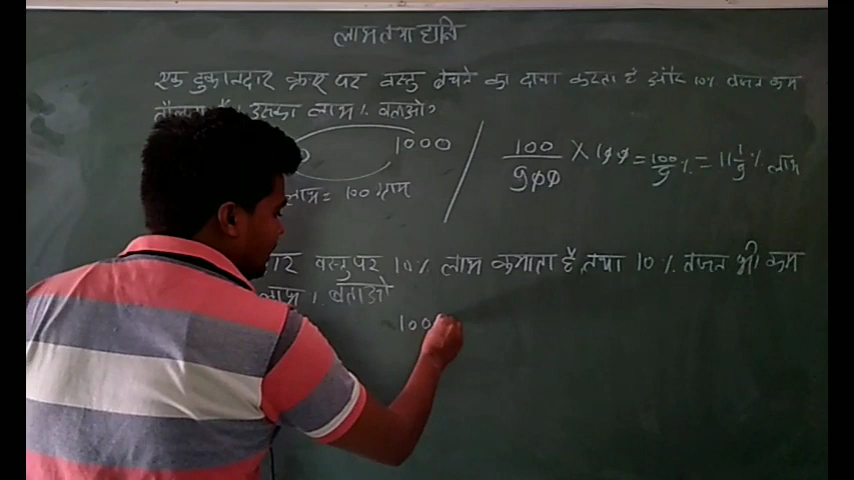 लाभ तथा हानि
एक दुकानदार क्रय पर वस्तु बेचने का दावा करता है और 10% वजन कम
तौलता है। उसका लाभ % बताओ?
1000
लाभ = 100 ग्राम
100/900 × 100 = 100/9 % = 11 1/9 % लाभ
वस्तु पर 10% लाभ कमाता है तथा 10% वजन भी कम
लाभ % बताओ
100